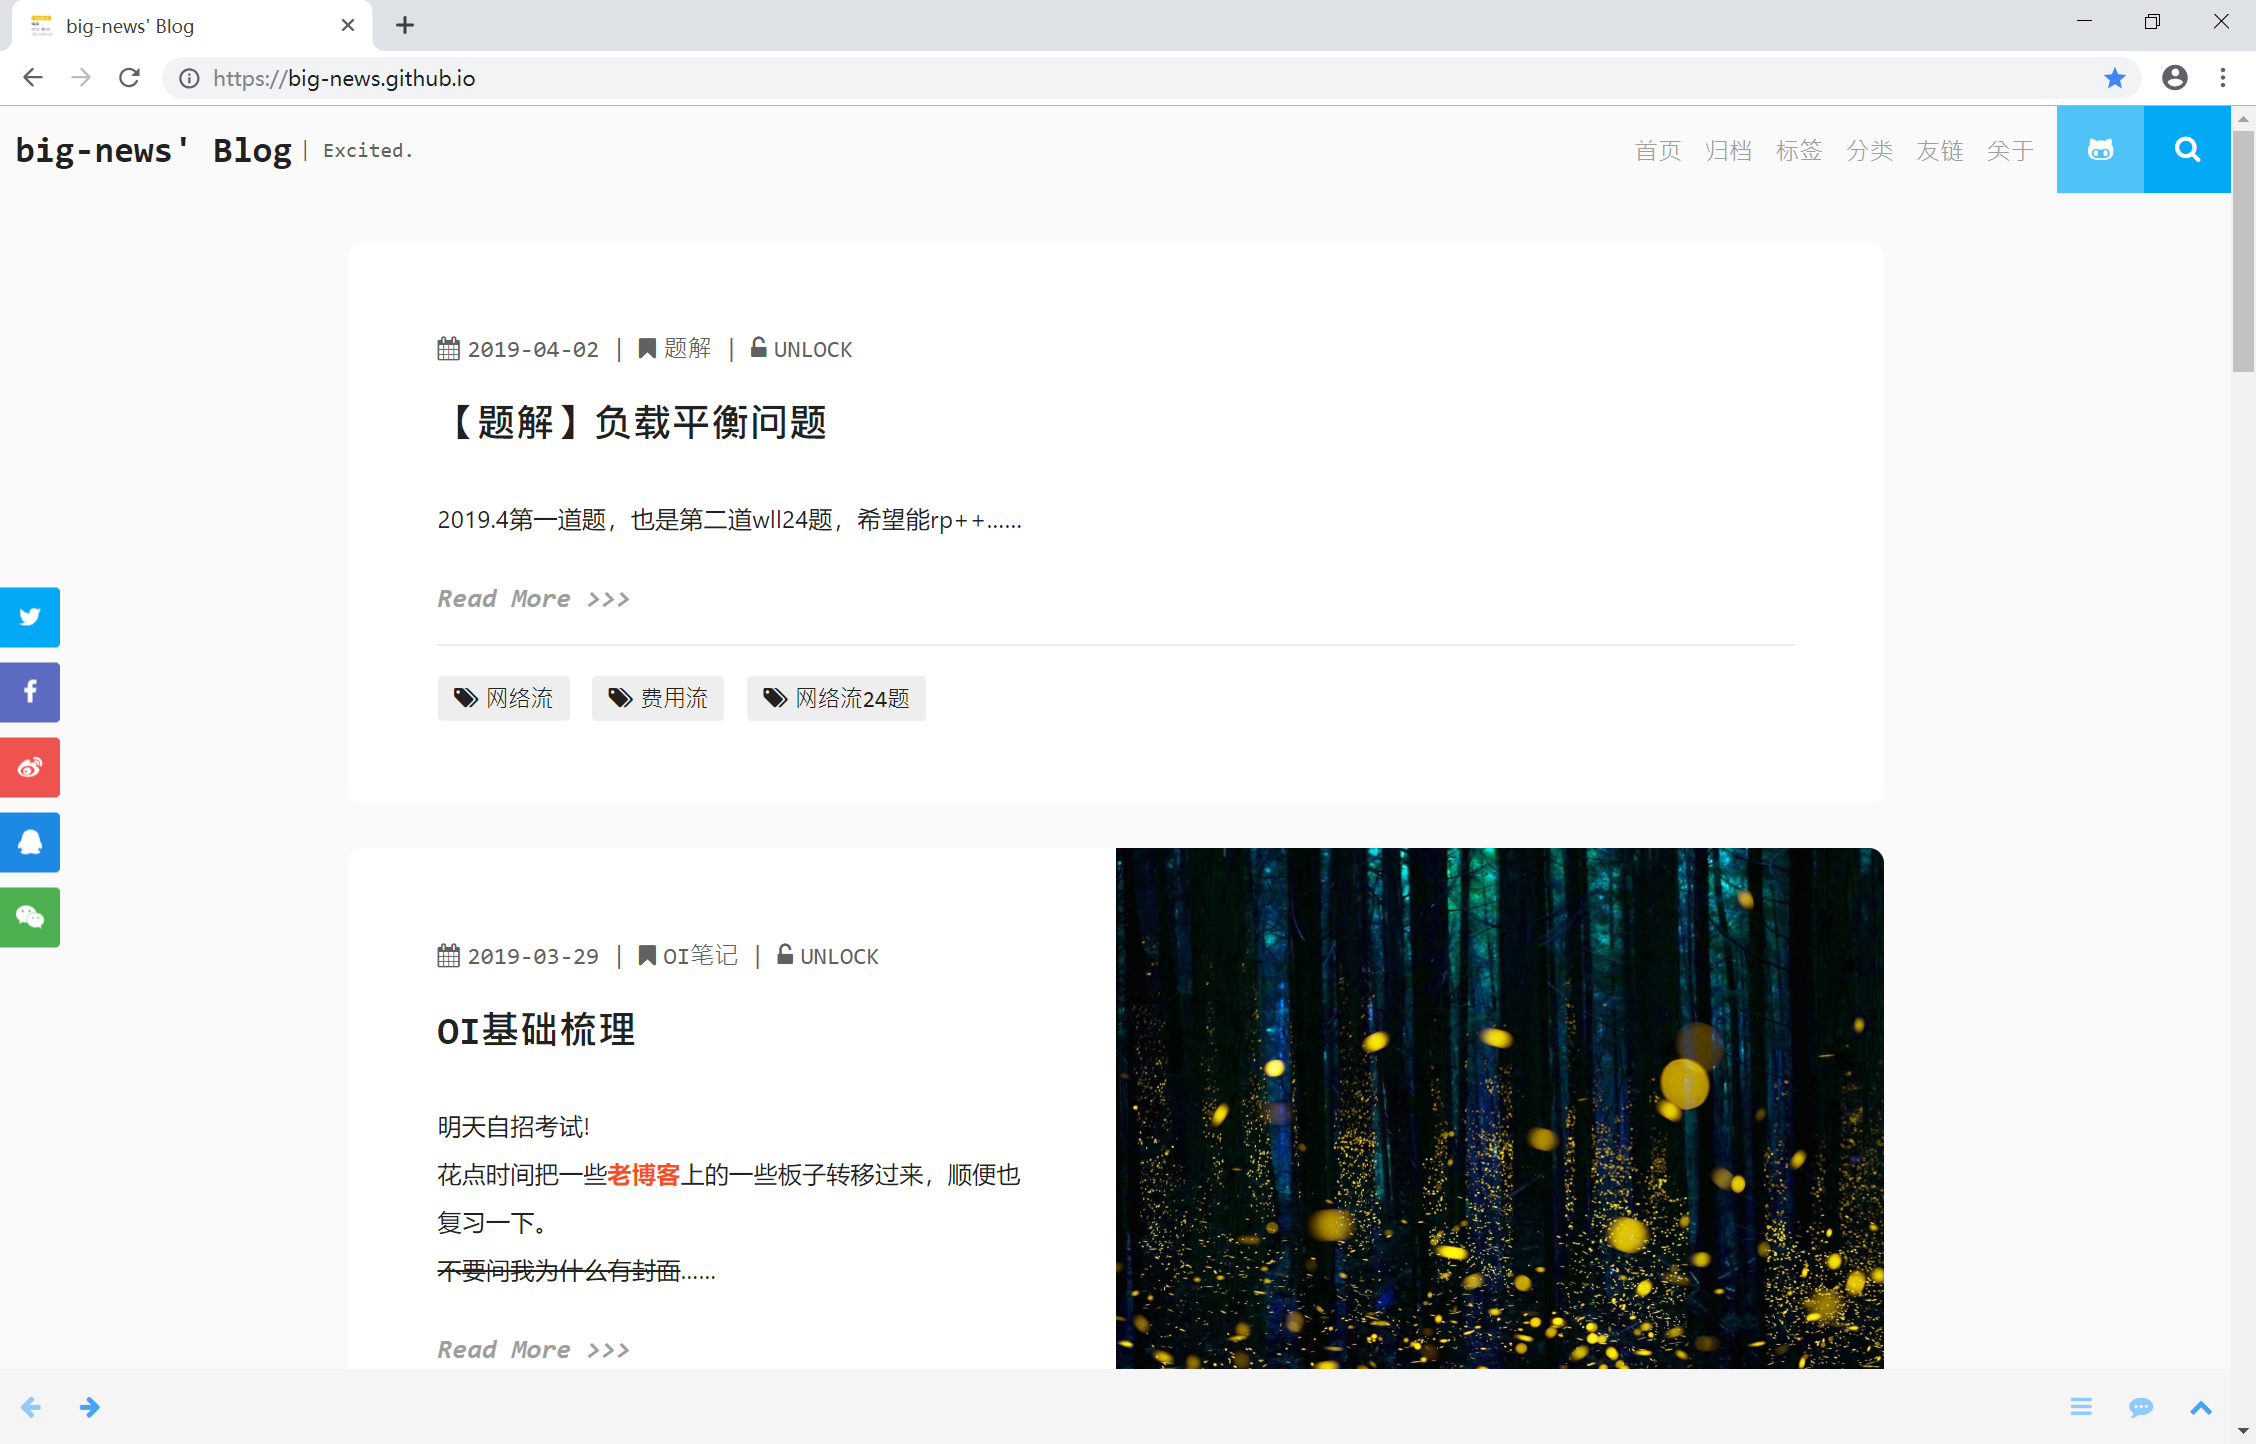 big-news' Blog
https://big-news.github.io
big-news' Blog | Excited.
首页 归档 标签 分类 友链 关于
2019-04-02 | 题解 | UNLOCK
【题解】负载平衡问题
2019.4第一道题，也是第二道wll24题，希望能rp++......
Read More >>>
网络流 费用流 网络流24题
2019-03-29 | OI笔记 | UNLOCK
OI基础梳理
明天自招考试!
花点时间把一些老博客上的一些板子转移过来，顺便也
复习一下。
不要问我为什么有封面......
Read More >>>